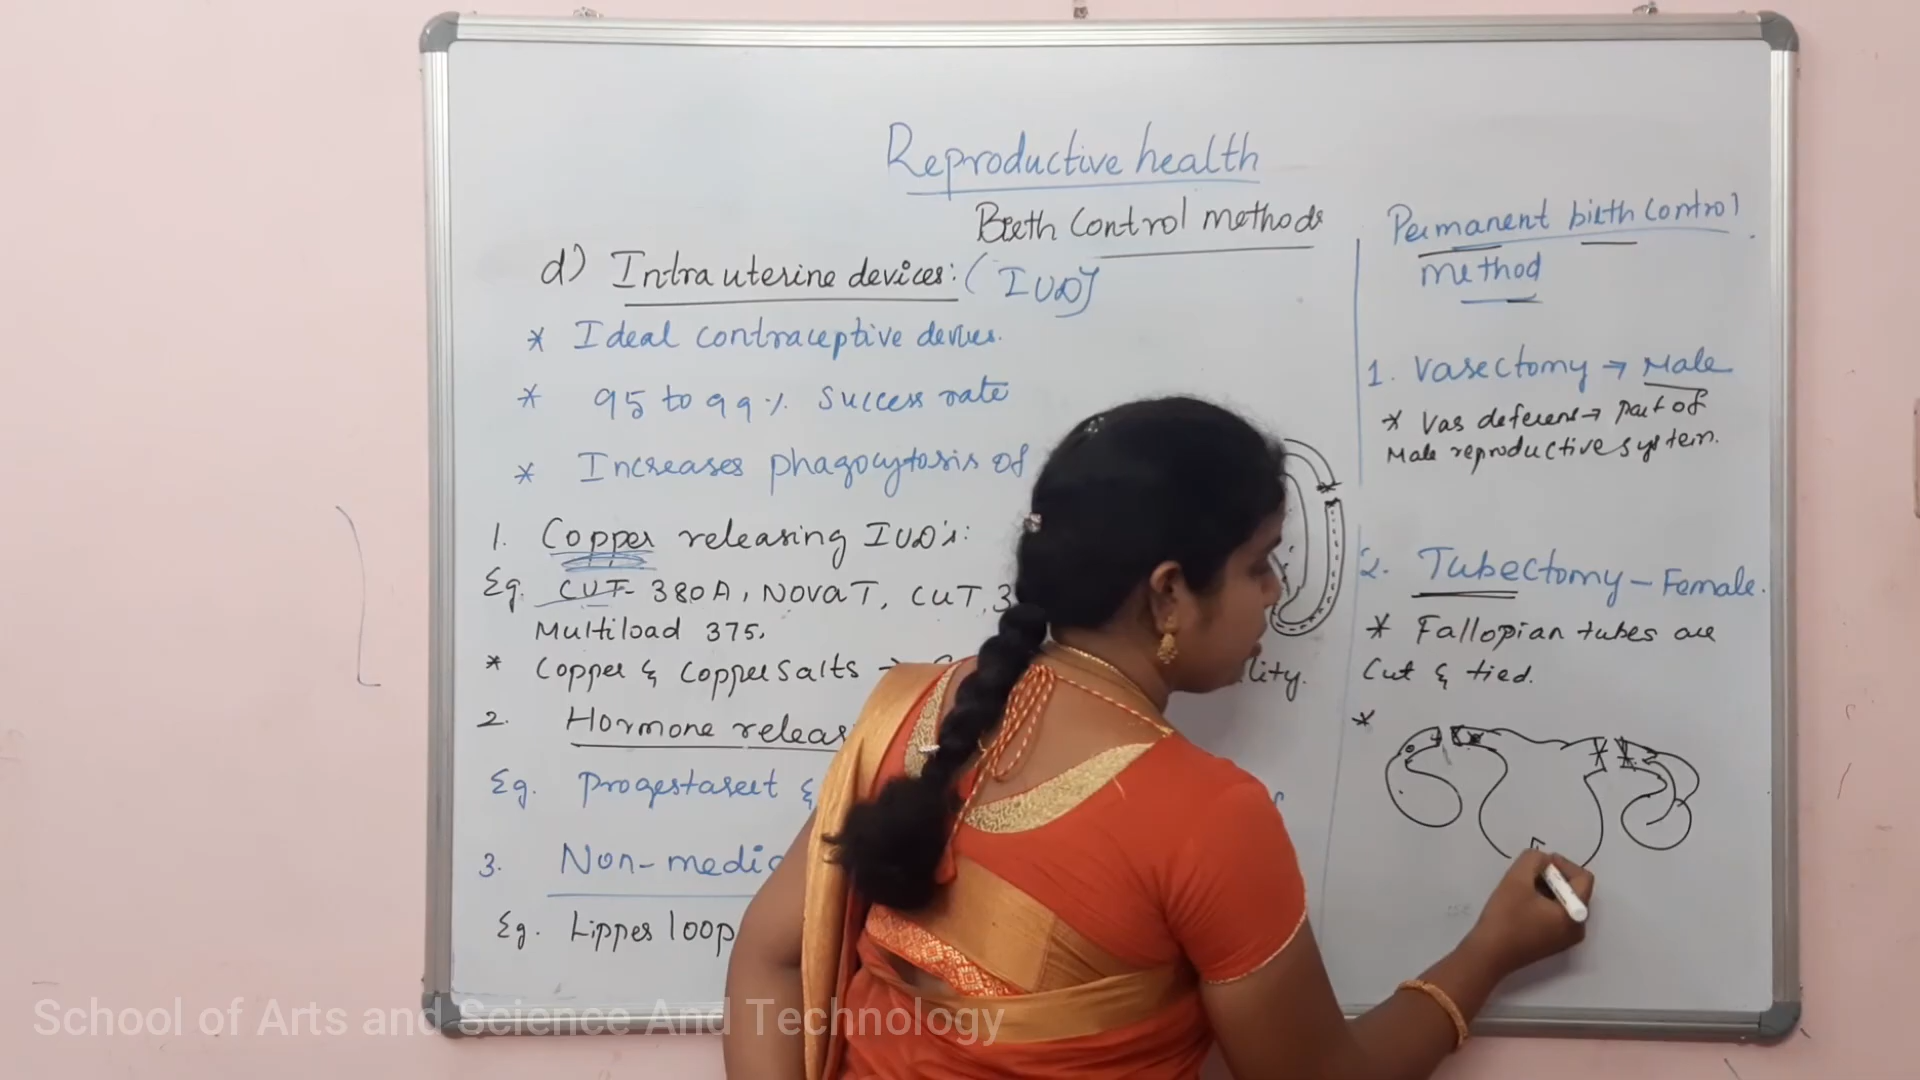 Reproductive health
Birth Control methods
d) Intra uterine devices: (IUD)
* Ideal contraceptive devices.
* 95 to 99% Success rate
* Increases phagocytosis of
1. Copper releasing IUD's:
Eg. CUT- 380A, NOVA T, CUT, 3
Multiload 375,
* Copper & Copper Salts →
2. Hormone releas
Eg. Progestasert &
3. Non-medic
Eg. Lippes loop
Permanent birth Control
method
1. Vasectomy → Male
* Vas deferens → part of
Male reproductive system.
2. Tubectomy - Female.
* Fallopian tubes are
Cut & tied.
*
School of Arts and Science And Technology